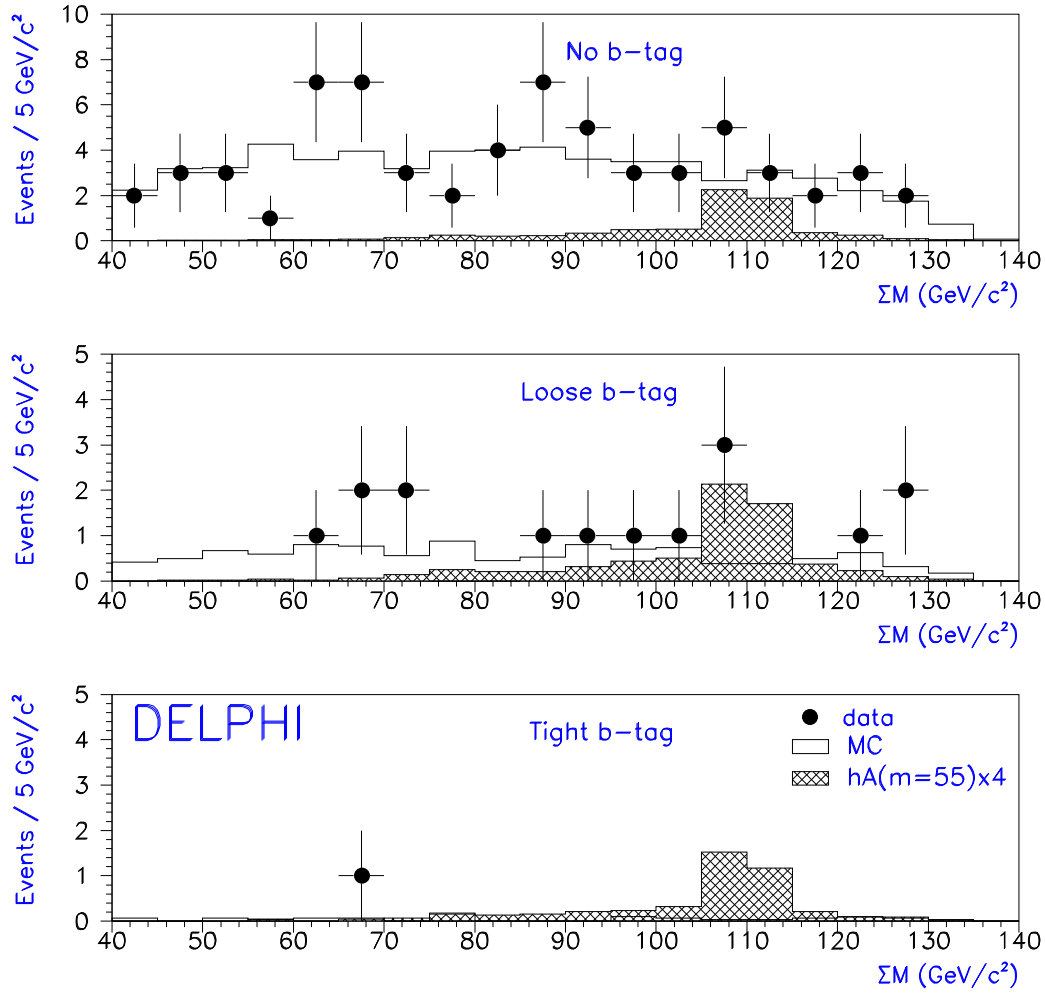 Events / 5 GeV/c²
10
8
6
4
2
0
No b-tag
40 50 60 70 80 90 100 110 120 130 140
ΣM (GeV/c²)
Events / 5 GeV/c²
5
4
3
2
1
0
Loose b-tag
40 50 60 70 80 90 100 110 120 130 140
ΣM (GeV/c²)
Events / 5 GeV/c²
5
4
3
2
1
0
DELPHI
Tight b-tag
data
MC
hA(m=55)x4
40 50 60 70 80 90 100 110 120 130 140
ΣM (GeV/c²)